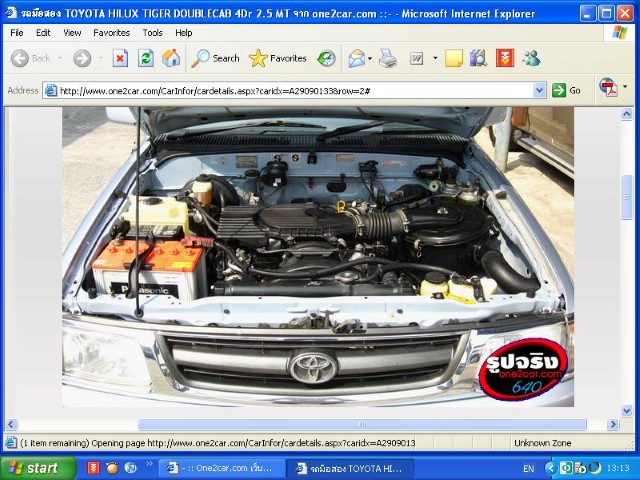 รถมือสอง TOYOTA HILUX TIGER DOUBLECAB 4Dr 2.5 MT จาก one2car.com ::- - Microsoft Internet Explorer
File Edit View Favorites Tools Help
Back Search Favorites
Address http://www.one2car.com/CarInfor/cardetails.aspx?caridx=A2909013&row=2# Go
Panasonic
รูปจริง
one2car.com
640
(1 item remaining) Opening page http://www.one2car.com/CarInfor/cardetails.aspx?caridx=A2909013 Unknown Zone
start - :: One2car.com เว็บ... รถมือสอง TOYOTA HI... EN 13:13